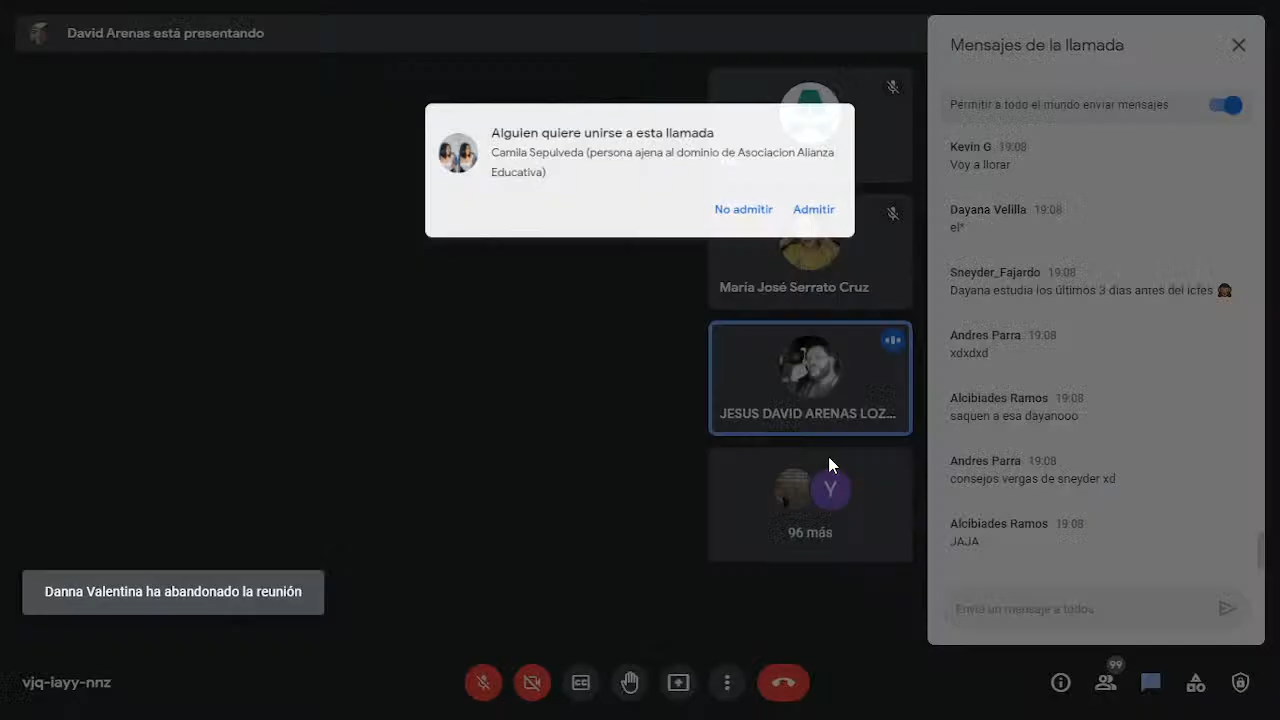 David Arenas está presentando
Alguien quiere unirse a esta llamada
Camila Sepulveda (persona ajena al dominio de Asociacion Alianza
Educativa)
No admitir Admitir
María José Serrato Cruz
JESUS DAVID ARENAS LOZ...
Y
96 más
Danna Valentina ha abandonado la reunión
vjq-iayy-nnz
99
Mensajes de la llamada
Permitir a todo el mundo enviar mensajes
Kevin G 19:08
Voy a llorar
Dayana Velilla 19:08
el*
Sneyder_Fajardo 19:08
Dayana estudia los últimos 3 días antes del icfes
Andres Parra 19:08
xdxdxd
Alcibiades Ramos 19:08
saquen a esa dayanooo
Andres Parra 19:08
consejos vergas de sneyder xd
Alcibiades Ramos 19:08
JAJA
Envía un mensaje a todos